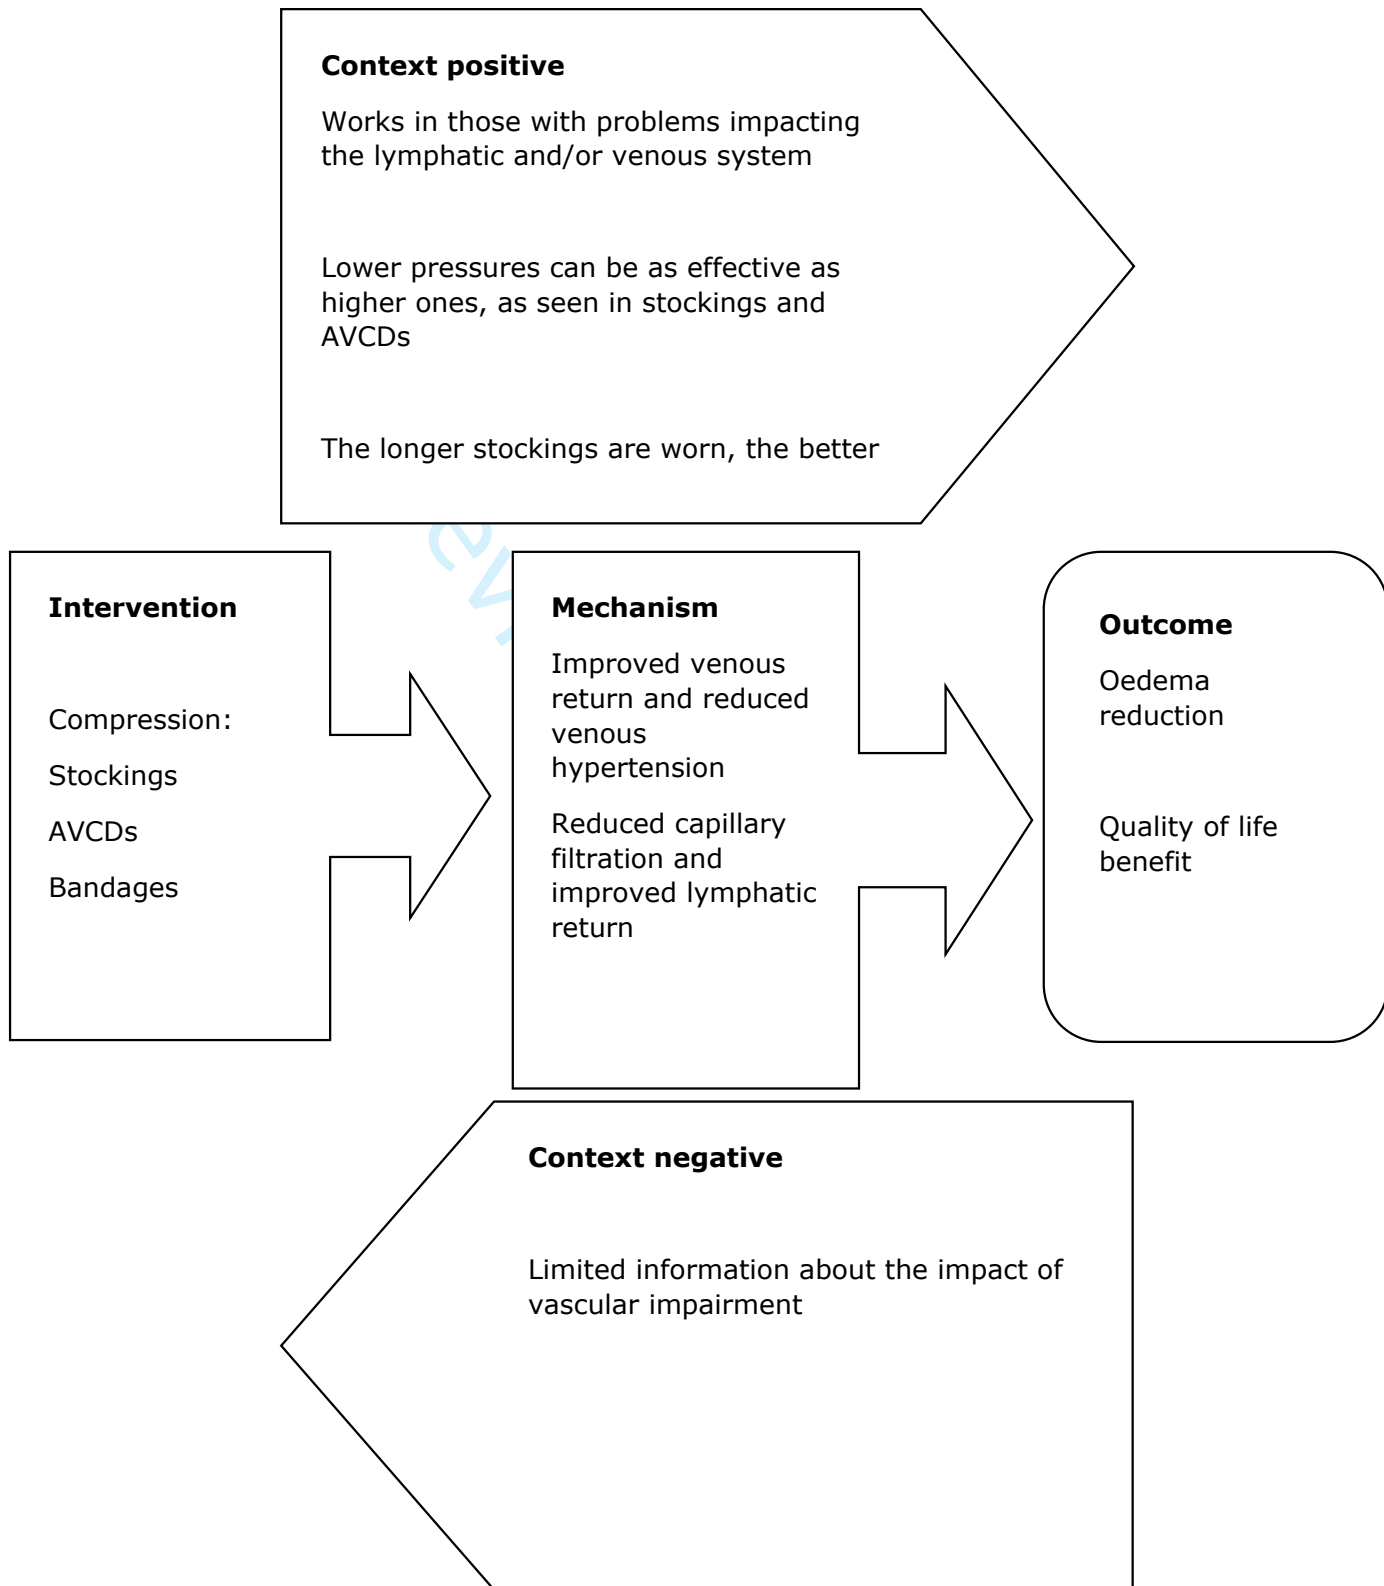 Context positive
Works in those with problems impacting
the lymphatic and/or venous system
Lower pressures can be as effective as
higher ones, as seen in stockings and
AVCDs
The longer stockings are worn, the better
Intervention
Compression:
Stockings
AVCDs
Bandages
Mechanism
Improved venous
return and reduced
venous
hypertension
Reduced capillary
filtration and
improved lymphatic
return
Outcome
Oedema
reduction
Quality of life
benefit
Context negative
Limited information about the impact of
vascular impairment